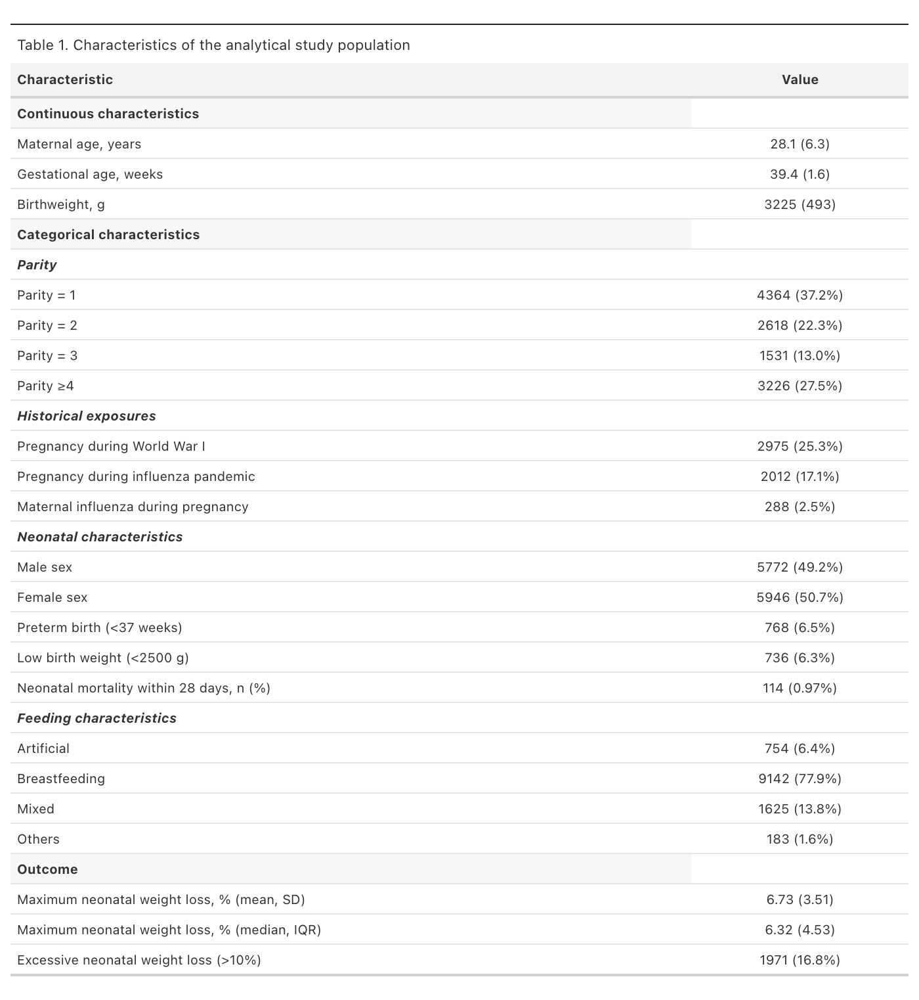 Table 1. Characteristics of the analytical study population
Characteristic Value
Continuous characteristics
Maternal age, years 28.1 (6.3)
Gestational age, weeks 39.4 (1.6)
Birthweight, g 3225 (493)
Categorical characteristics
Parity
Parity = 1 4364 (37.2%)
Parity = 2 2618 (22.3%)
Parity = 3 1531 (13.0%)
Parity ≥4 3226 (27.5%)
Historical exposures
Pregnancy during World War I 2975 (25.3%)
Pregnancy during influenza pandemic 2012 (17.1%)
Maternal influenza during pregnancy 288 (2.5%)
Neonatal characteristics
Male sex 5772 (49.2%)
Female sex 5946 (50.7%)
Preterm birth (<37 weeks) 768 (6.5%)
Low birth weight (<2500 g) 736 (6.3%)
Neonatal mortality within 28 days, n (%) 114 (0.97%)
Feeding characteristics
Artificial 754 (6.4%)
Breastfeeding 9142 (77.9%)
Mixed 1625 (13.8%)
Others 183 (1.6%)
Outcome
Maximum neonatal weight loss, % (mean, SD) 6.73 (3.51)
Maximum neonatal weight loss, % (median, IQR) 6.32 (4.53)
Excessive neonatal weight loss (>10%) 1971 (16.8%)